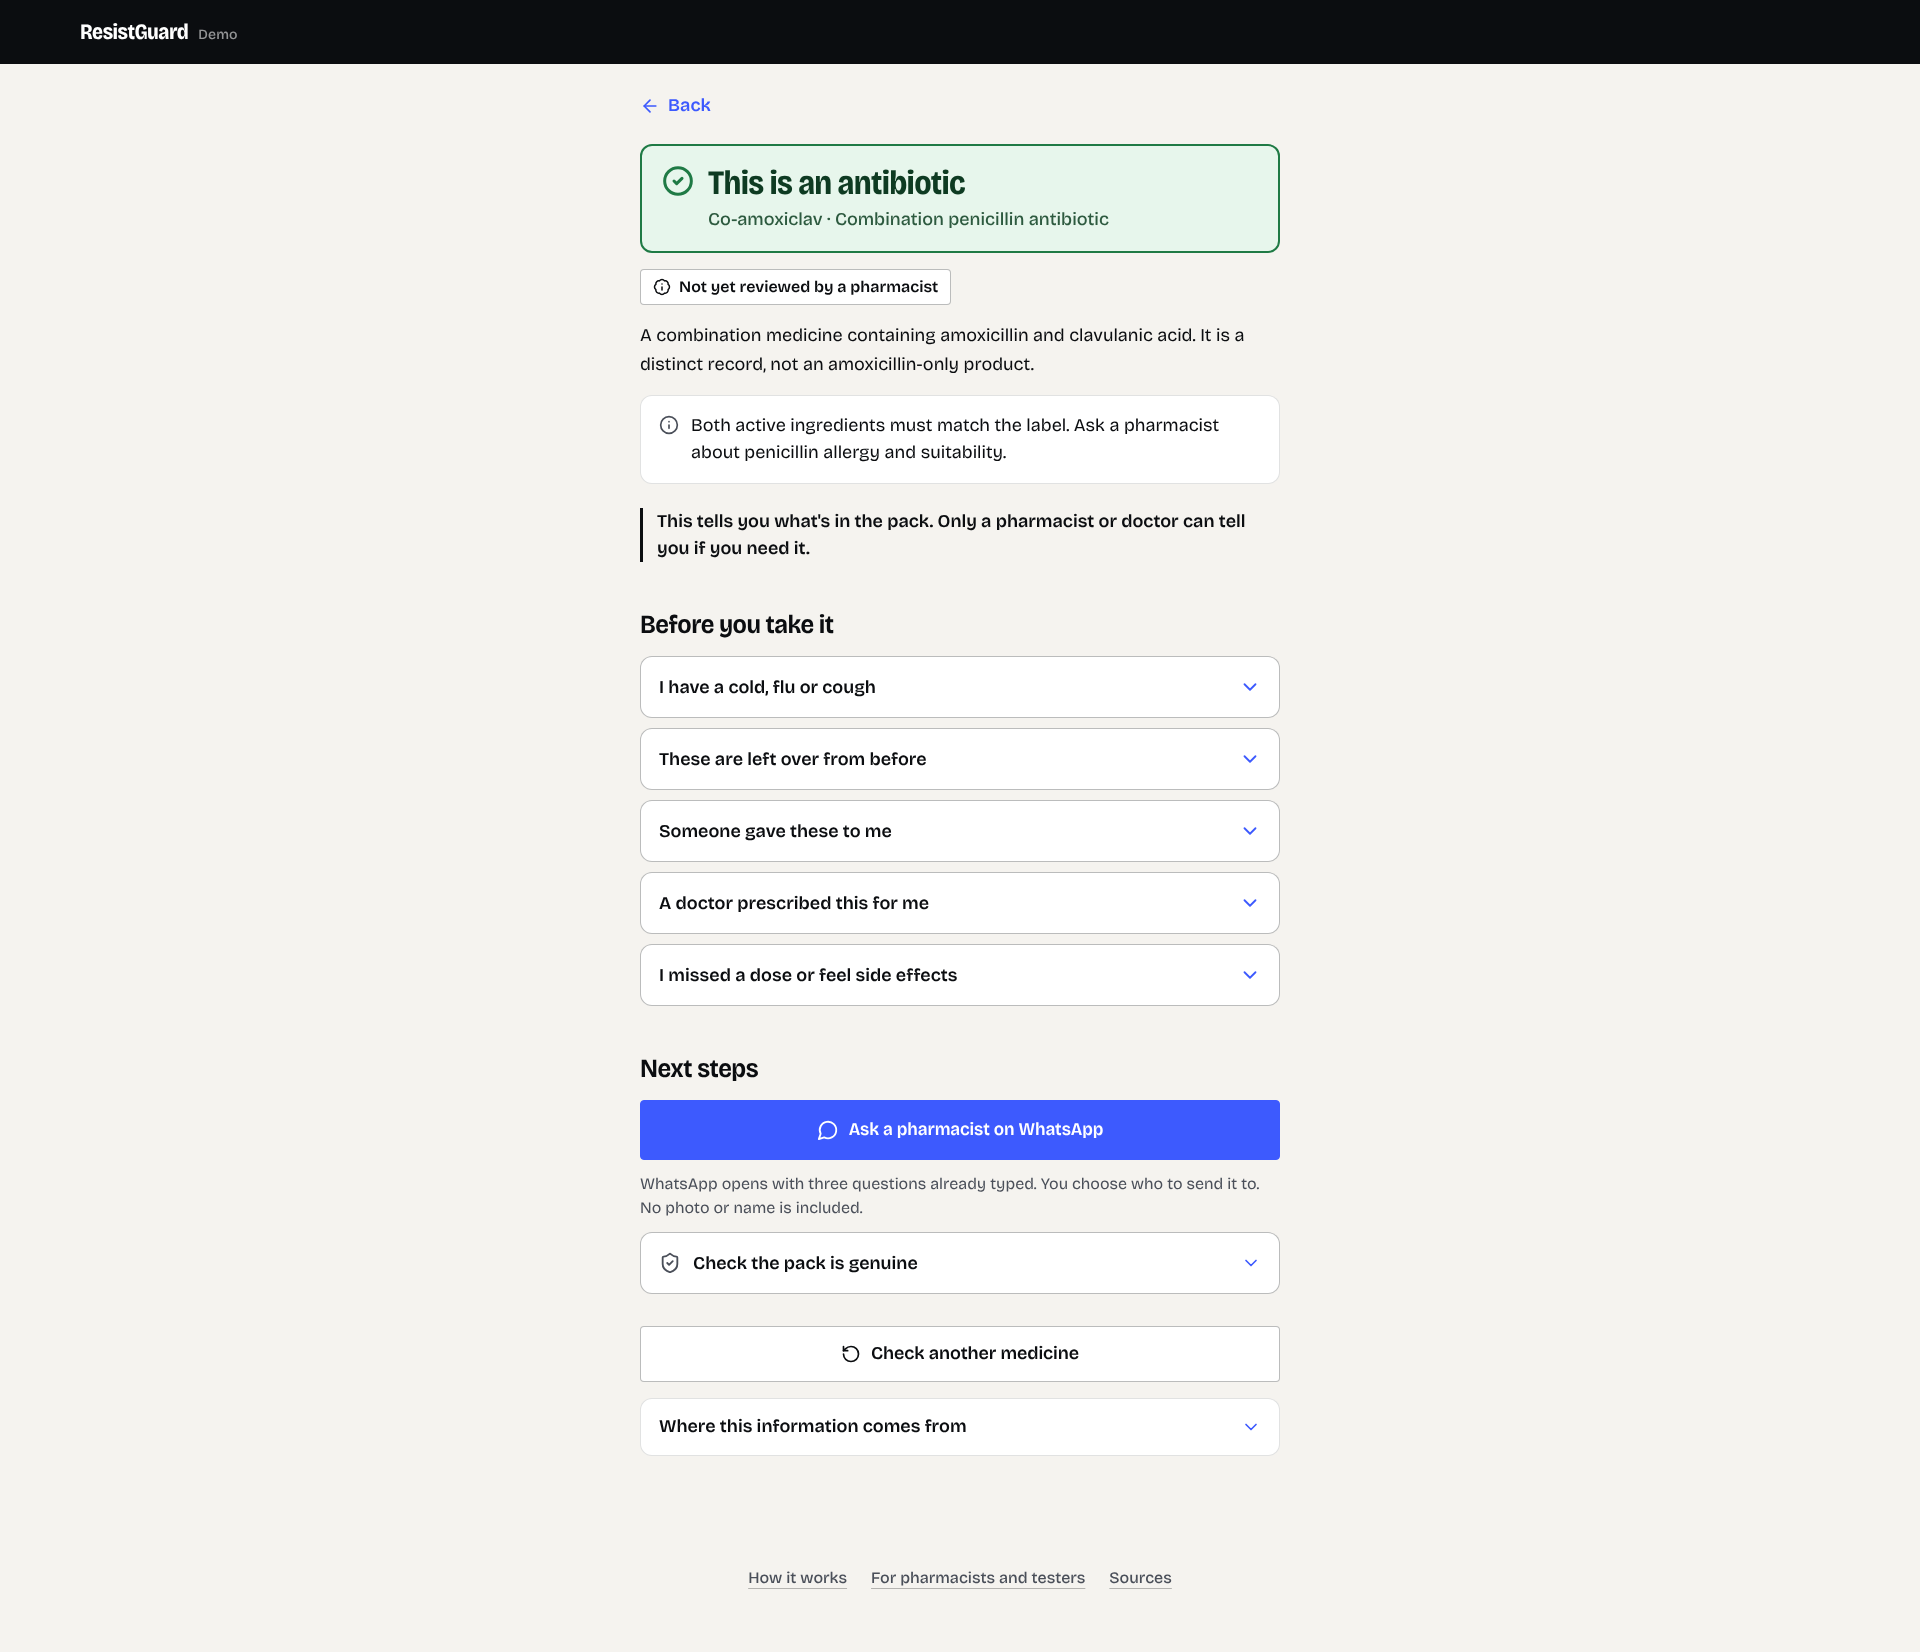 ResistGuard Demo
Back
This is an antibiotic
Co-amoxiclav · Combination penicillin antibiotic
Not yet reviewed by a pharmacist
A combination medicine containing amoxicillin and clavulanic acid. It is a
distinct record, not an amoxicillin-only product.
Both active ingredients must match the label. Ask a pharmacist
about penicillin allergy and suitability.
This tells you what's in the pack. Only a pharmacist or doctor can tell
you if you need it.
Before you take it
I have a cold, flu or cough
These are left over from before
Someone gave these to me
A doctor prescribed this for me
I missed a dose or feel side effects
Next steps
Ask a pharmacist on WhatsApp
WhatsApp opens with three questions already typed. You choose who to send it to.
No photo or name is included.
Check the pack is genuine
Check another medicine
Where this information comes from
How it works For pharmacists and testers Sources